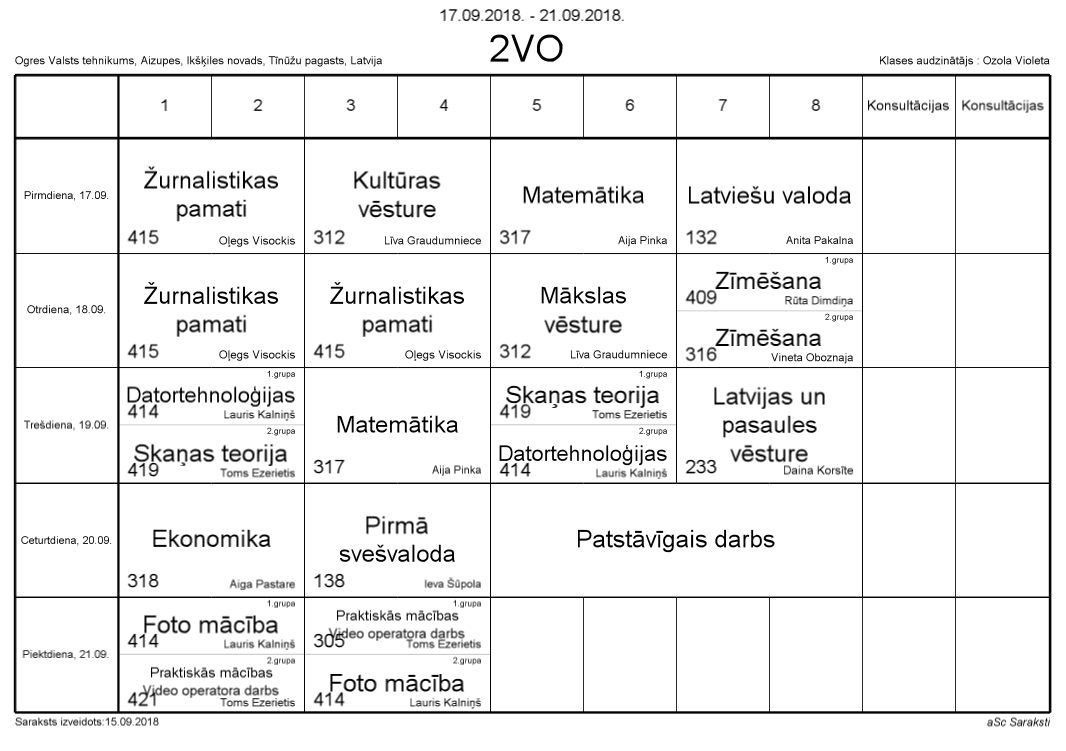 17.09.2018. - 21.09.2018.
2VO
Ogres Valsts tehnikums, Aizupes, Ikšķiles novads, Tīnūžu pagasts, Latvija
Klases audzinātājs : Ozola Violeta
1 2 3 4 5 6 7 8 Konsultācijas Konsultācijas
Pirmdiena, 17.09.
Žurnalistikas
pamati
415 Oļegs Visockis
Kultūras
vēsture
312 Līva Graudumniece
Matemātika
317 Aija Pinka
Latviešu valoda
132 Anita Pakalna
Otrdiena, 18.09.
Žurnalistikas
pamati
415 Oļegs Visockis
Žurnalistikas
pamati
415 Oļegs Visockis
Mākslas
vēsture
312 Līva Graudumniece
1.grupa
Zīmēšana
409 Rūta Dimdiņa
2.grupa
Zīmēšana
316 Vineta Oboznaja
Trešdiena, 19.09.
1.grupa
Datortehnoloģijas
414 Lauris Kalniņš
2.grupa
Skaņas teorija
419 Toms Ezerietis
Matemātika
317 Aija Pinka
1.grupa
Skaņas teorija
419 Toms Ezerietis
2.grupa
Datortehnoloģijas
414 Lauris Kalniņš
Latvijas un
pasaules
vēsture
233 Daina Korsīte
Ceturtdiena, 20.09.
Ekonomika
318 Aiga Pastare
Pirmā
svešvaloda
138 Ieva Šūpola
Patstāvīgais darbs
Piektdiena, 21.09.
1.grupa
Foto mācība
414 Lauris Kalniņš
2.grupa
Praktiskās mācības
Video operatora darbs
421 Toms Ezerietis
1.grupa
Praktiskās mācības
Video operatora darbs
305 Toms Ezerietis
2.grupa
Foto mācība
414 Lauris Kalniņš
Saraksts izveidots:15.09.2018
aSc Saraksti